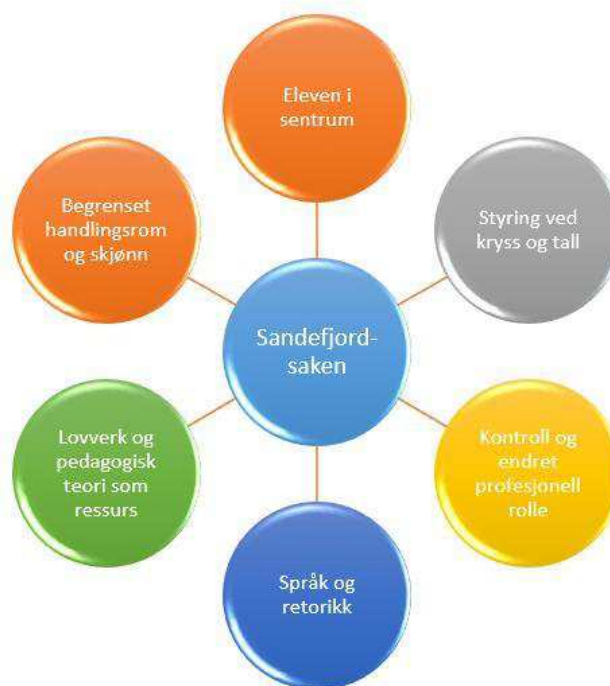 Eleven i
sentrum
Styring ved
kryss og tall
Kontroll og
endret
profesjonell
rolle
Språk og
retorikk
Lovverk og
pedagogisk
teori som
ressurs
Begrenset
handlingsrom
og skjønn
Sandefjord-
saken